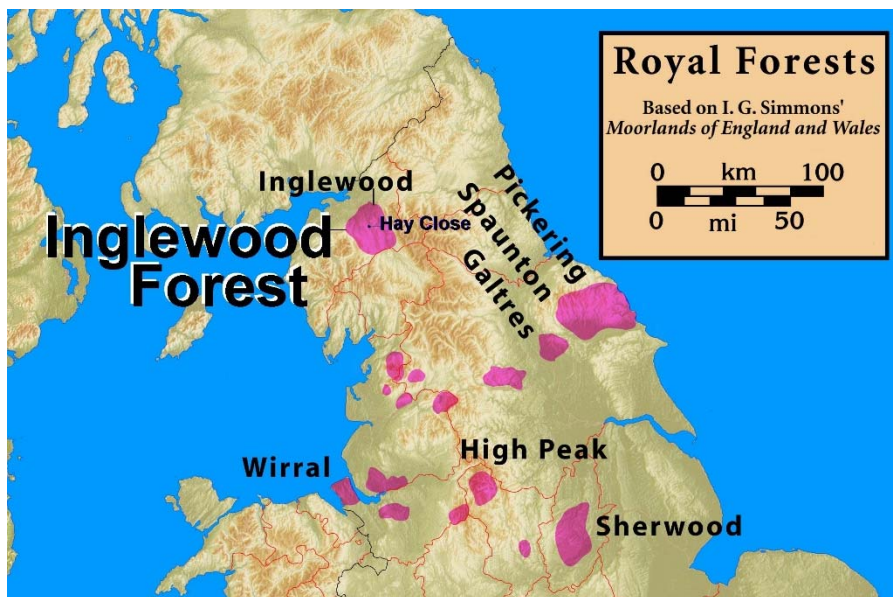 Royal Forests
Based on I. G. Simmons'
Moorlands of England and Wales
0 km 100
0 mi 50
Inglewood
Hay Close
Inglewood
Forest
Pickering
Spaunton
Galtres
High Peak
Wirral
Sherwood